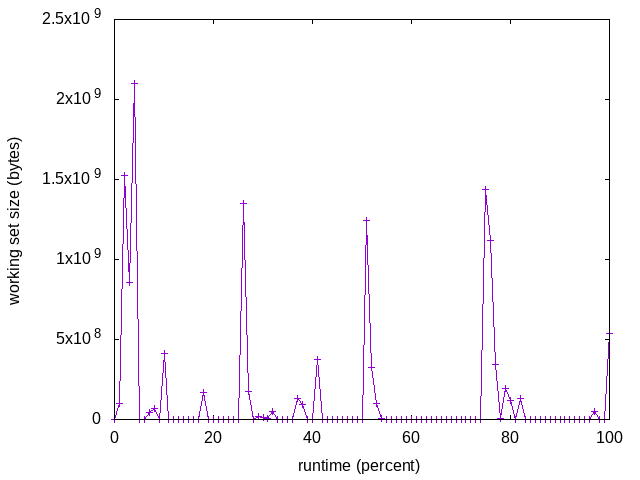 2.5x10^9
2x10^9
1.5x10^9
1x10^9
5x10^8
0
working set size (bytes)
0 20 40 60 80 100
runtime (percent)